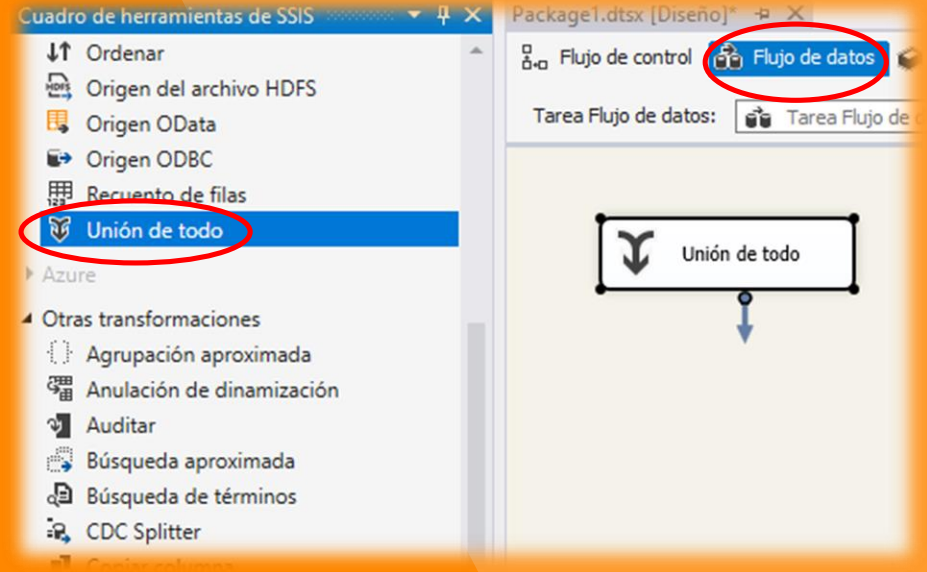 Cuadro de herramientas de SSIS
Ordenar
Origen del archivo HDFS
Origen OData
Origen ODBC
Recuento de filas
Unión de todo
Azure
Otras transformaciones
Agrupación aproximada
Anulación de dinamización
Auditar
Búsqueda aproximada
Búsqueda de términos
CDC Splitter
Copiar columna
Package1.dtsx [Diseño]*
Flujo de control Flujo de datos
Tarea Flujo de datos: Tarea Flujo de
Unión de todo